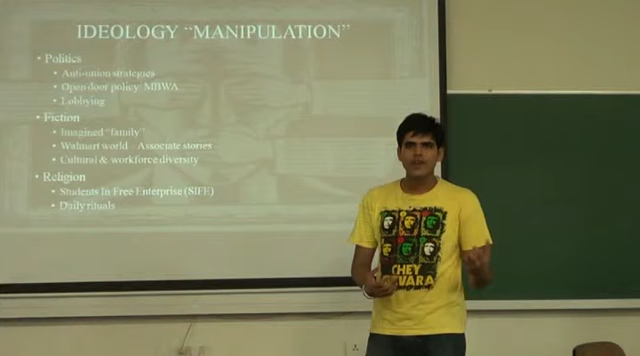 IDEOLOGY "MANIPULATION"
• Politics
• Anti-union strategies
• Open door policy/ MBWA
• Lobbying
• Fiction
• Imagined "family"
• Walmart world - Associate stories
• Cultural & workforce diversity
• Religion
• Students In Free Enterprise (SIFE)
• Daily rituals
CHEY